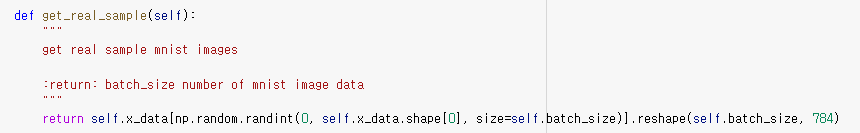 def get_real_sample(self):
"""
get real sample mnist images
:return: batch_size number of mnist image data
"""
return self.x_data[np.random.randint(0, self.x_data.shape[0], size=self.batch_size)].reshape(self.batch_size, 784)